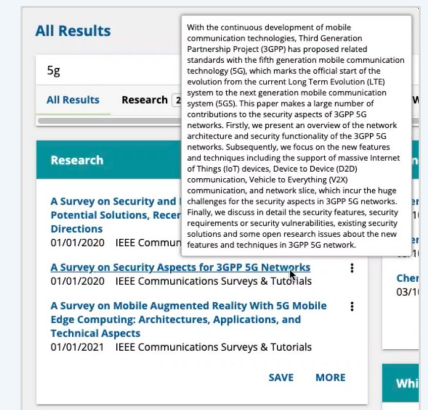 All Results
With the continuous development of mobile
communication technologies, Third Generation
Partnership Project (3GPP) has proposed related
standards with the fifth generation mobile communication
technology (5G), which marks the official start of the
evolution from the current Long Term Evolution (LTE)
to the next generation mobile communication
system (5GS). This paper makes a large number of
contributions to the security aspects of 3GPP 5G
networks. Firstly, we present an overview of the network
architecture and security functionality of the 3GPP 5G
networks. Subsequently, we focus on the new features
and techniques including the support of massive Internet
of Things (IoT) devices, Device to Device (D2D)
communication, Vehicle to Everything (V2X)
communication, and network slice, which incur the huge
challenges for the security aspects in 3GPP 5G networks.
Finally, we discuss in detail the security features, security
requirements or security vulnerabilities, existing security
solutions and some open research issues about the new
features and techniques in 3GPP 5G network.
5g
All Results Research 2
Research
A Survey on Security and
Potential Solutions, Recen
Directions
01/01/2020 IEEE Commun
A Survey on Security Aspects for 3GPP 5G Networks
01/01/2020 IEEE Communications Surveys & Tutorials
A Survey on Mobile Augmented Reality With 5G Mobile
Edge Computing: Architectures, Applications, and
Technical Aspects
01/01/2021 IEEE Communications Surveys & Tutorials
SAVE MORE
Cher
03/1
Whi